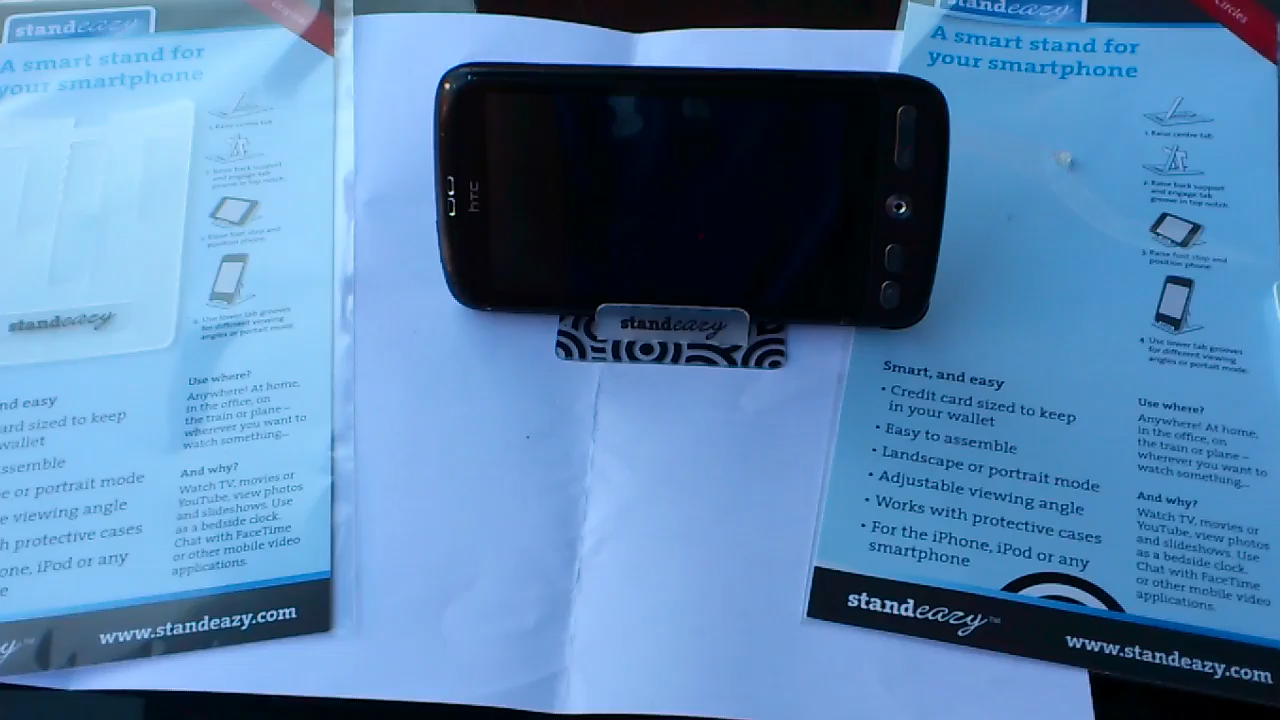 standeazy
A smart stand for
your smartphone
1. Raise centre tab
2. Raise back support
and engage tab
groove in top notch
3. Raise foot stop and
position phone
4. Use lower tab grooves
for different viewing
angles or portrait mode
standeazy
nd easy
ard sized to keep
wallet
ssemble
e or portrait mode
e viewing angle
h protective cases
one, iPod or any
e
Use where?
Anywhere! At home,
in the office, on
the train or plane –
wherever you want to
watch something...
And why?
Watch TV, movies or
YouTube, view photos
and slideshows. Use
as a bedside clock.
Chat with FaceTime
or other mobile video
applications.
www.standeazy.com
hTC
standeazy
standeazy
Circles
A smart stand for
your smartphone
1. Raise centre tab
2. Raise back support
and engage tab
groove in top notch
3. Raise foot stop and
position phone
4. Use lower tab grooves
for different viewing
angles or portrait mode
Smart, and easy
• Credit card sized to keep
in your wallet
• Easy to assemble
• Landscape or portrait mode
• Adjustable viewing angle
• Works with protective cases
• For the iPhone, iPod or any
smartphone
Use where?
Anywhere! At home,
in the office, on
the train or plane –
wherever you want to
watch something...
And why?
Watch TV, movies or
YouTube, view photos
and slideshows. Use
as a bedside clock.
Chat with FaceTime
or other mobile video
applications.
standeazy™
www.standeazy.com